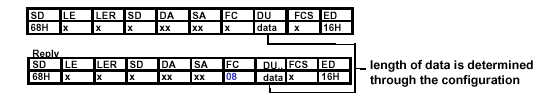 SD LE LER SD DA SA FC DU FCS ED
68H x x x xx xx x data x 16H
Reply
SD LE LER SD DA SA FC DU.. FCS ED
68H x x x xx xx 08 data x 16H
length of data is determined
through the configuration